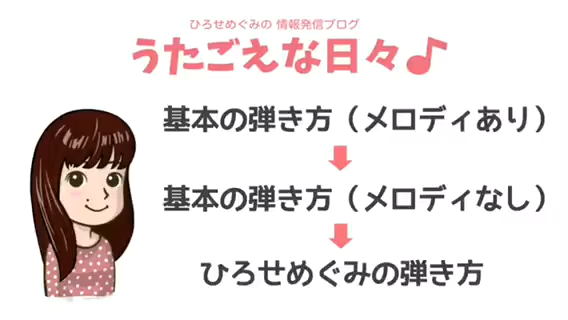 ひろせめぐみの 情報発信ブログ
うたごえな日々♪
基本の弾き方（メロディあり）
基本の弾き方（メロディなし）
ひろせめぐみの弾き方